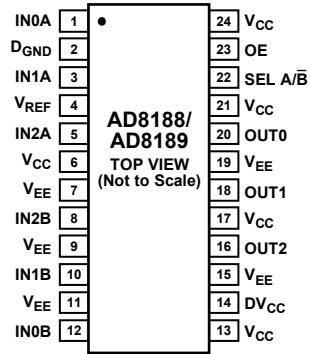 IN0A 1 24 VCC
DGND 2 23 OE
IN1A 3 22 SEL A/B̅
VREF 4 21 VCC
IN2A 5 20 OUT0
VCC 6 19 VEE
VEE 7 18 OUT1
IN2B 8 17 VCC
VEE 9 16 OUT2
IN1B 10 15 VEE
VEE 11 14 DVCC
IN0B 12 13 VCC
AD8188/
AD8189
TOP VIEW
(Not to Scale)